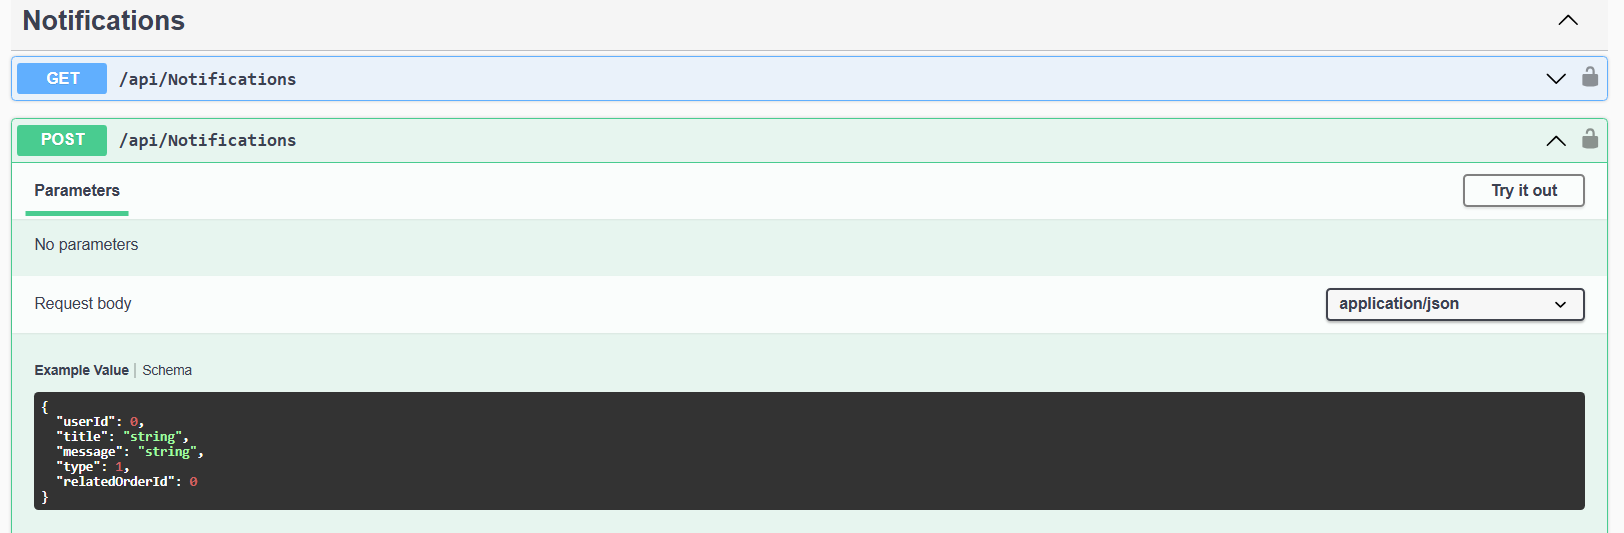 Notifications
GET /api/Notifications
POST /api/Notifications
Parameters Try it out
No parameters
Request body application/json
Example Value | Schema
{
  "userId": 0,
  "title": "string",
  "message": "string",
  "type": 1,
  "relatedOrderId": 0
}